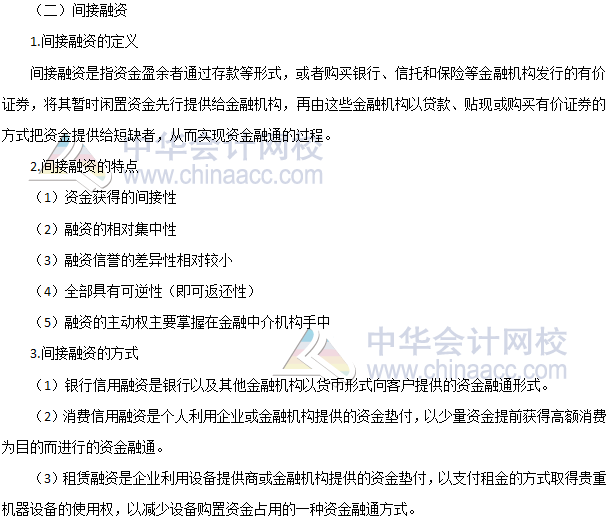 （二）间接融资
1.间接融资的定义
间接融资是指资金盈余者通过存款等形式，或者购买银行、信托和保险等金融机构发行的有价
证券，将其暂时闲置资金先行提供给金融机构，再由这些金融机构以贷款、贴现或购买有价证券的
方式把资金提供给短缺者，从而实现资金融通的过程。
中华会计网校
2.间接融资的特点
www.chinaacc.com
（1）资金获得的间接性
（2）融资的相对集中性
（3）融资信誉的差异性相对较小
（4）全部具有可逆性（即可返还性）
（5）融资的主动权主要掌握在金融中介机构手中
中华会计网校
3.间接融资的方式
www.chinaacc.com
（1）银行信用融资是银行以及其他金融机构以货币形式向客户提供的资金融通形式。
（2）消费信用融资是个人利用企业或金融机构提供的资金垫付，以少量资金提前获得高额消费
为目的而进行的资金融通。
（3）租赁融资是企业利用设备提供商或金融机构提供的资金垫付，以支付租金的方式取得贵重
机器设备的使用权，以减少设备购置资金占用的一种资金融通方式。